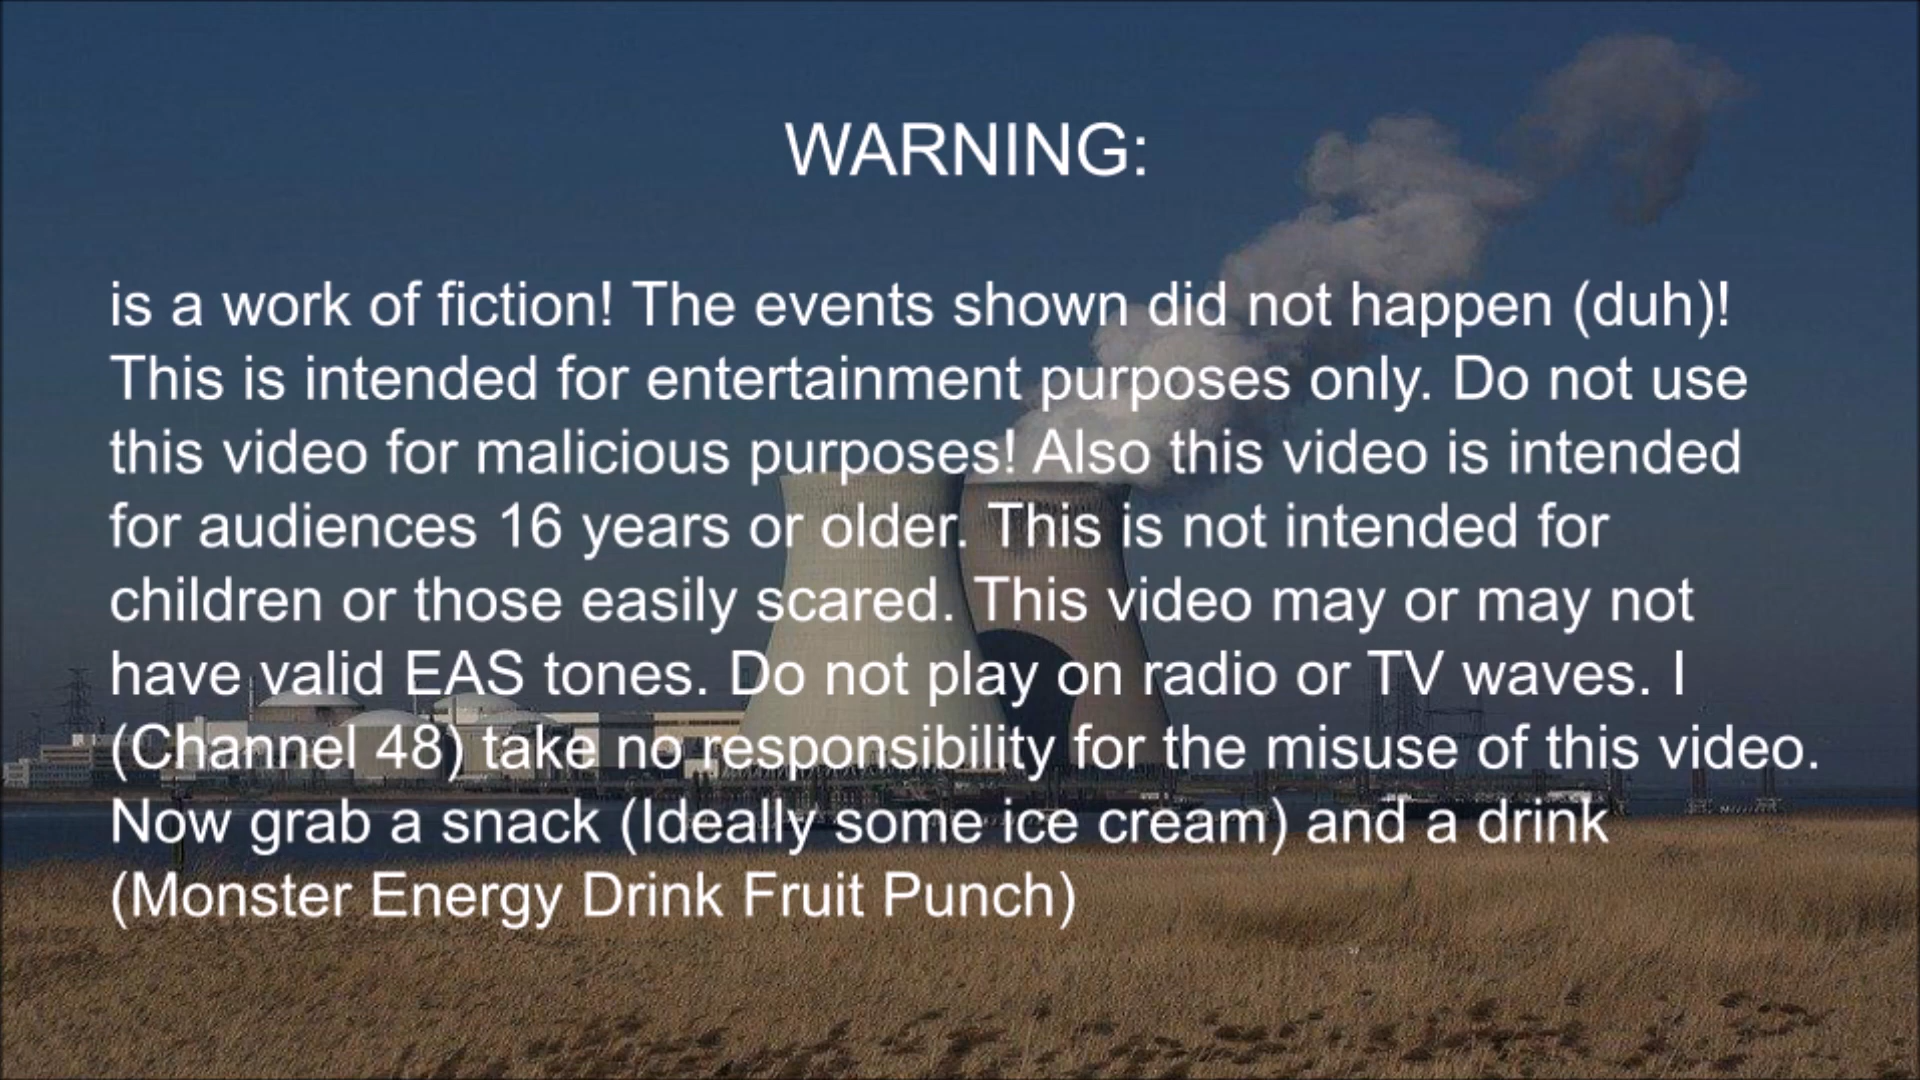 WARNING:
is a work of fiction! The events shown did not happen (duh)!
This is intended for entertainment purposes only. Do not use
this video for malicious purposes! Also this video is intended
for audiences 16 years or older. This is not intended for
children or those easily scared. This video may or may not
have valid EAS tones. Do not play on radio or TV waves. I
(Channel 48) take no responsibility for the misuse of this video.
Now grab a snack (Ideally some ice cream) and a drink
(Monster Energy Drink Fruit Punch)